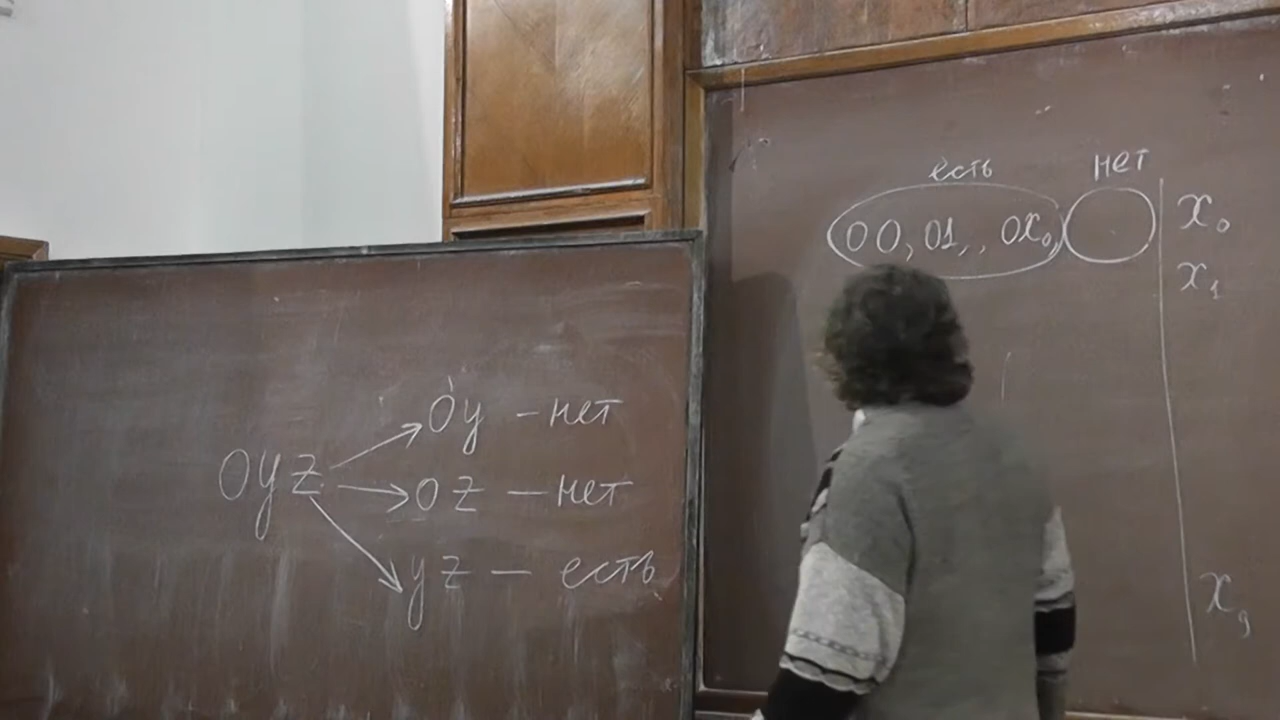 0y – нет
0yz
0z – нет
yz – есть
есть нет
00, 01, , 0x₀,
x₀
x₁
x₉